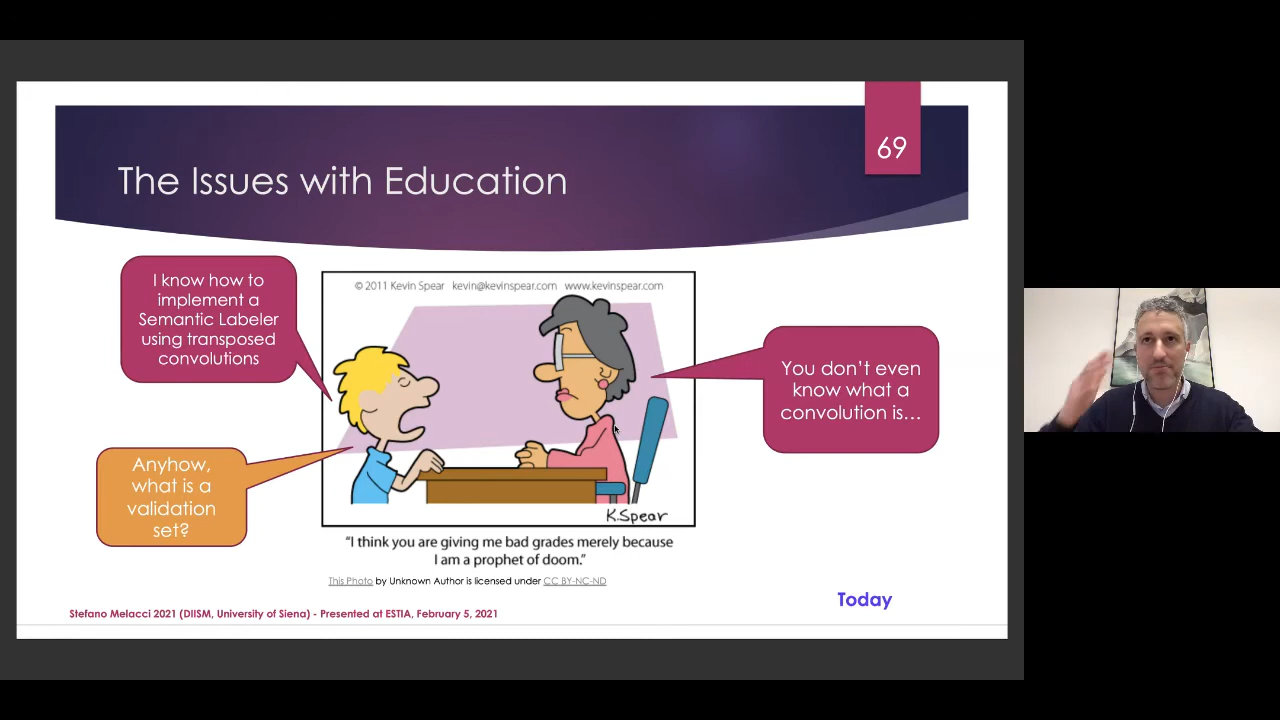 69
The Issues with Education
I know how to
implement a
Semantic Labeler
using transposed
convolutions
© 2011 Kevin Spear kevin@kevinspear.com www.kevinspear.com
You don't even
know what a
convolution is...
Anyhow,
what is a
validation
set?
K.Spear
"I think you are giving me bad grades merely because
I am a prophet of doom."
This Photo by Unknown Author is licensed under CC BY-NC-ND
Today
Stefano Melacci 2021 (DIISM, University of Siena) - Presented at ESTIA, February 5, 2021